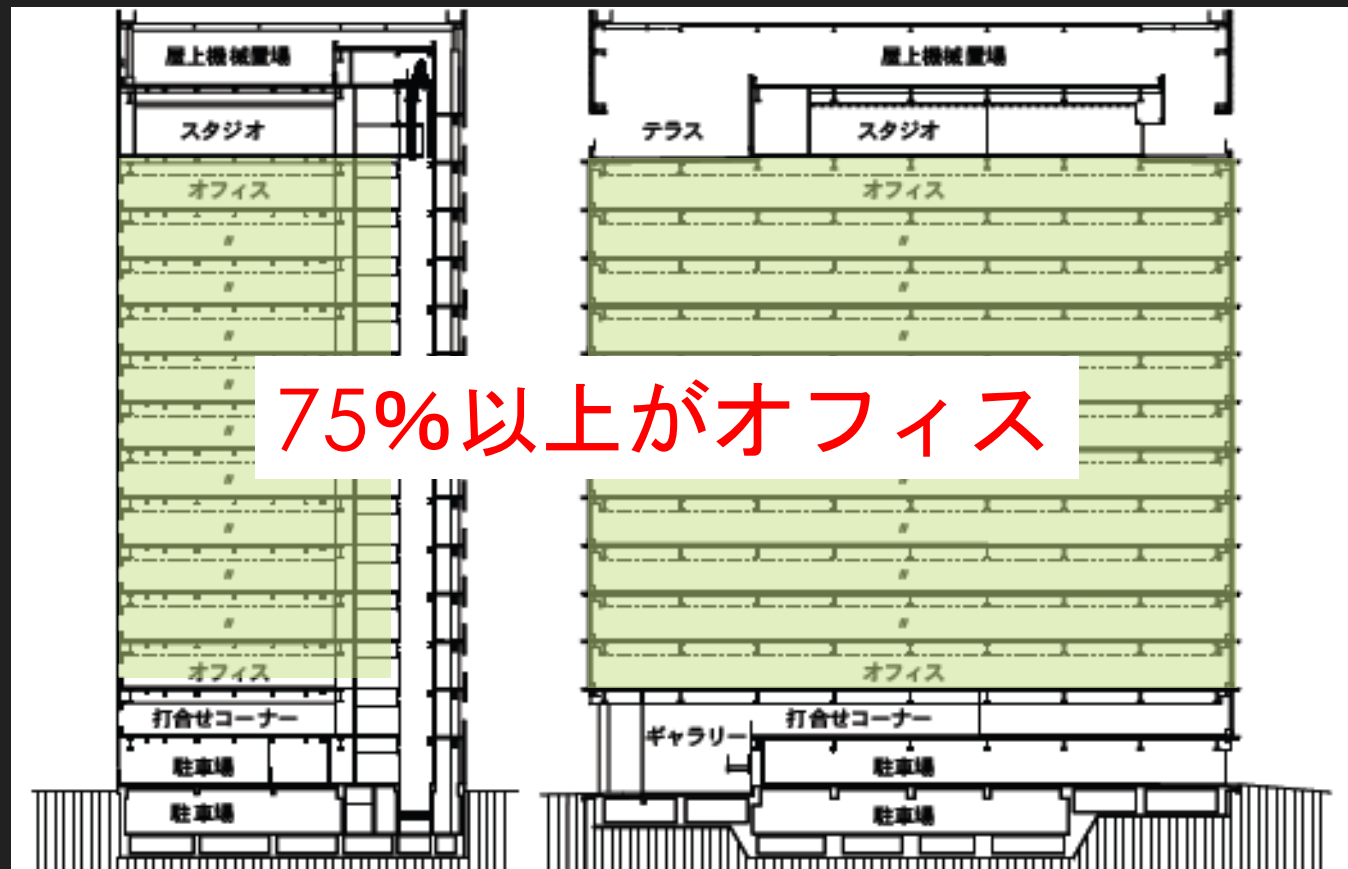 屋上機械置場
スタジオ
オフィス
〃
〃
〃
〃
〃
〃
〃
〃
〃
オフィス
打合せコーナー
駐車場
駐車場
75%以上がオフィス
屋上機械置場
テラス
スタジオ
オフィス
〃
〃
〃
〃
〃
〃
〃
オフィス
打合せコーナー
ギャラリー
駐車場
駐車場